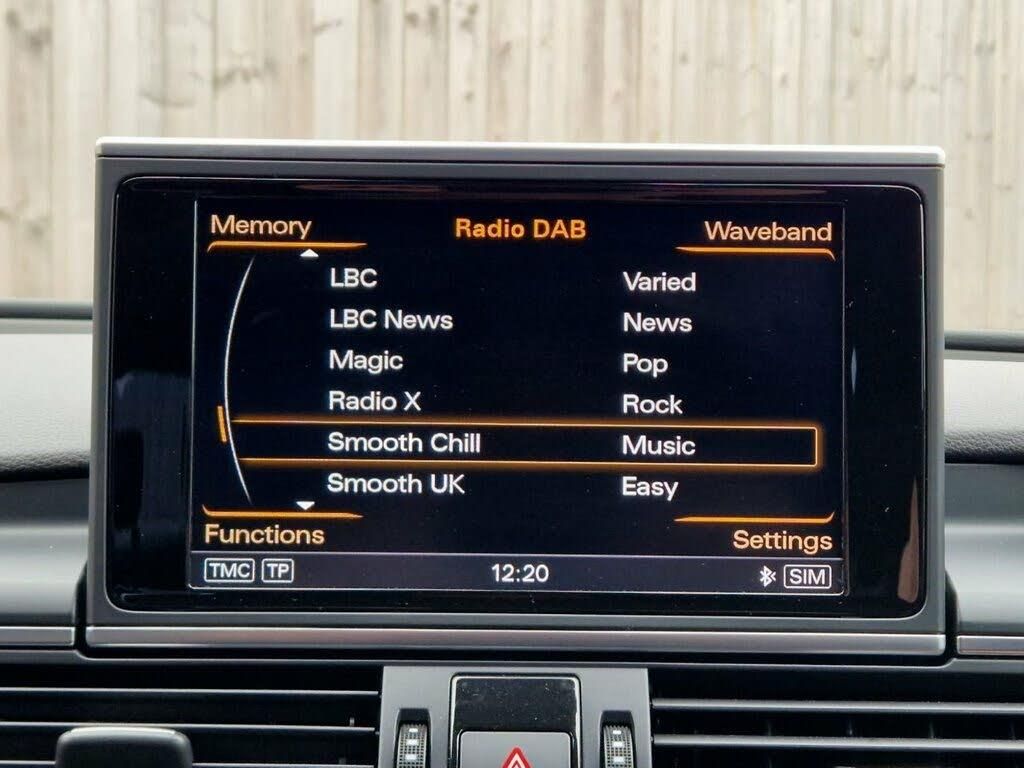 Memory Radio DAB Waveband
LBC Varied
LBC News News
Magic Pop
Radio X Rock
Smooth Chill Music
Smooth UK Easy
Functions Settings
TMC TP 12:20 SIM